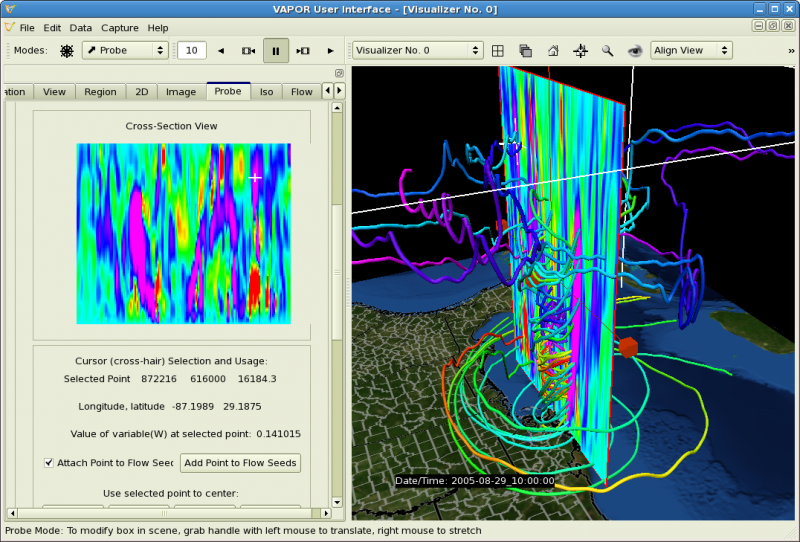 VAPOR User Interface - [Visualizer No. 0]
File Edit Data Capture Help
Modes: Probe 10 Visualizer No. 0 Align View »
ation View Region 2D Image Probe Iso Flow
Cross-Section View
Cursor (cross-hair) Selection and Usage:
Selected Point 872216 616000 16184.3
Longitude, latitude -87.1989 29.1875
Value of variable(W) at selected point: 0.141015
Attach Point to Flow Seed Add Point to Flow Seeds
Use selected point to center:
Date/Time: 2005-08-29_10:00:00
Probe Mode: To modify box in scene, grab handle with left mouse to translate, right mouse to stretch